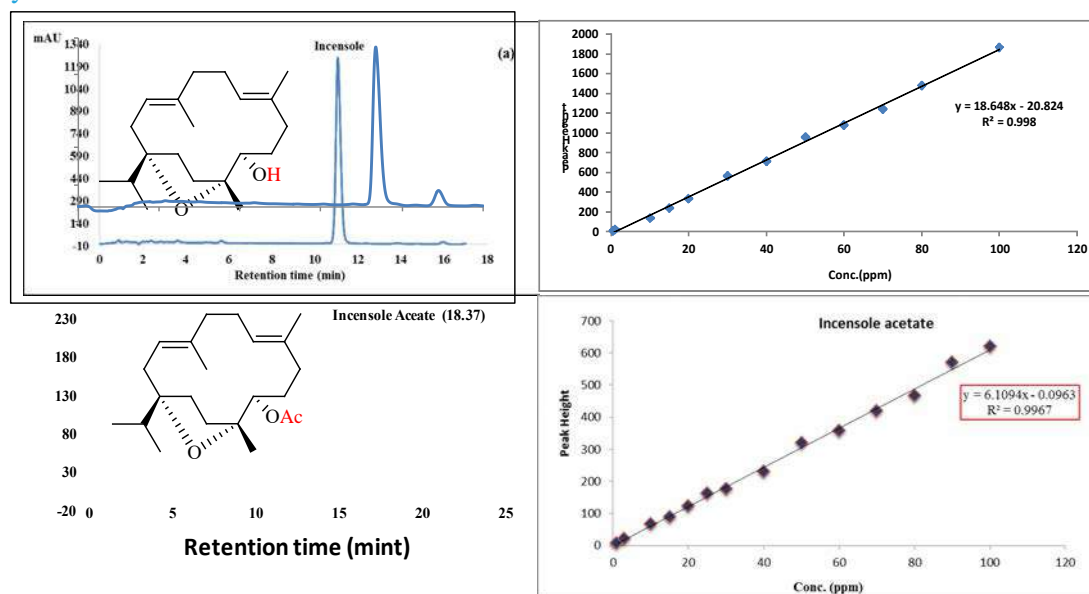 mAU
1340
1190
1040
890
740
590
440
290
140
-10
Incensole
(a)
OH
O
0 2 4 6 8 10 12 14 16 18
Retention time (min)
2000
1800
1600
1400
1200
1000
800
600
400
200
0
y = 18.648x - 20.824
R² = 0.998
0 20 40 60 80 100 120
Conc.(ppm)
230
180
130
80
30
-20
Incensole Aceate (18.37)
OAc
O
0 5 10 15 20 25
Retention time (mint)
Incensole acetate
700
600
500
400
300
200
100
0
Peak Height
y = 6.1094x - 0.0963
R² = 0.9967
0 20 40 60 80 100 120
Conc. (ppm)